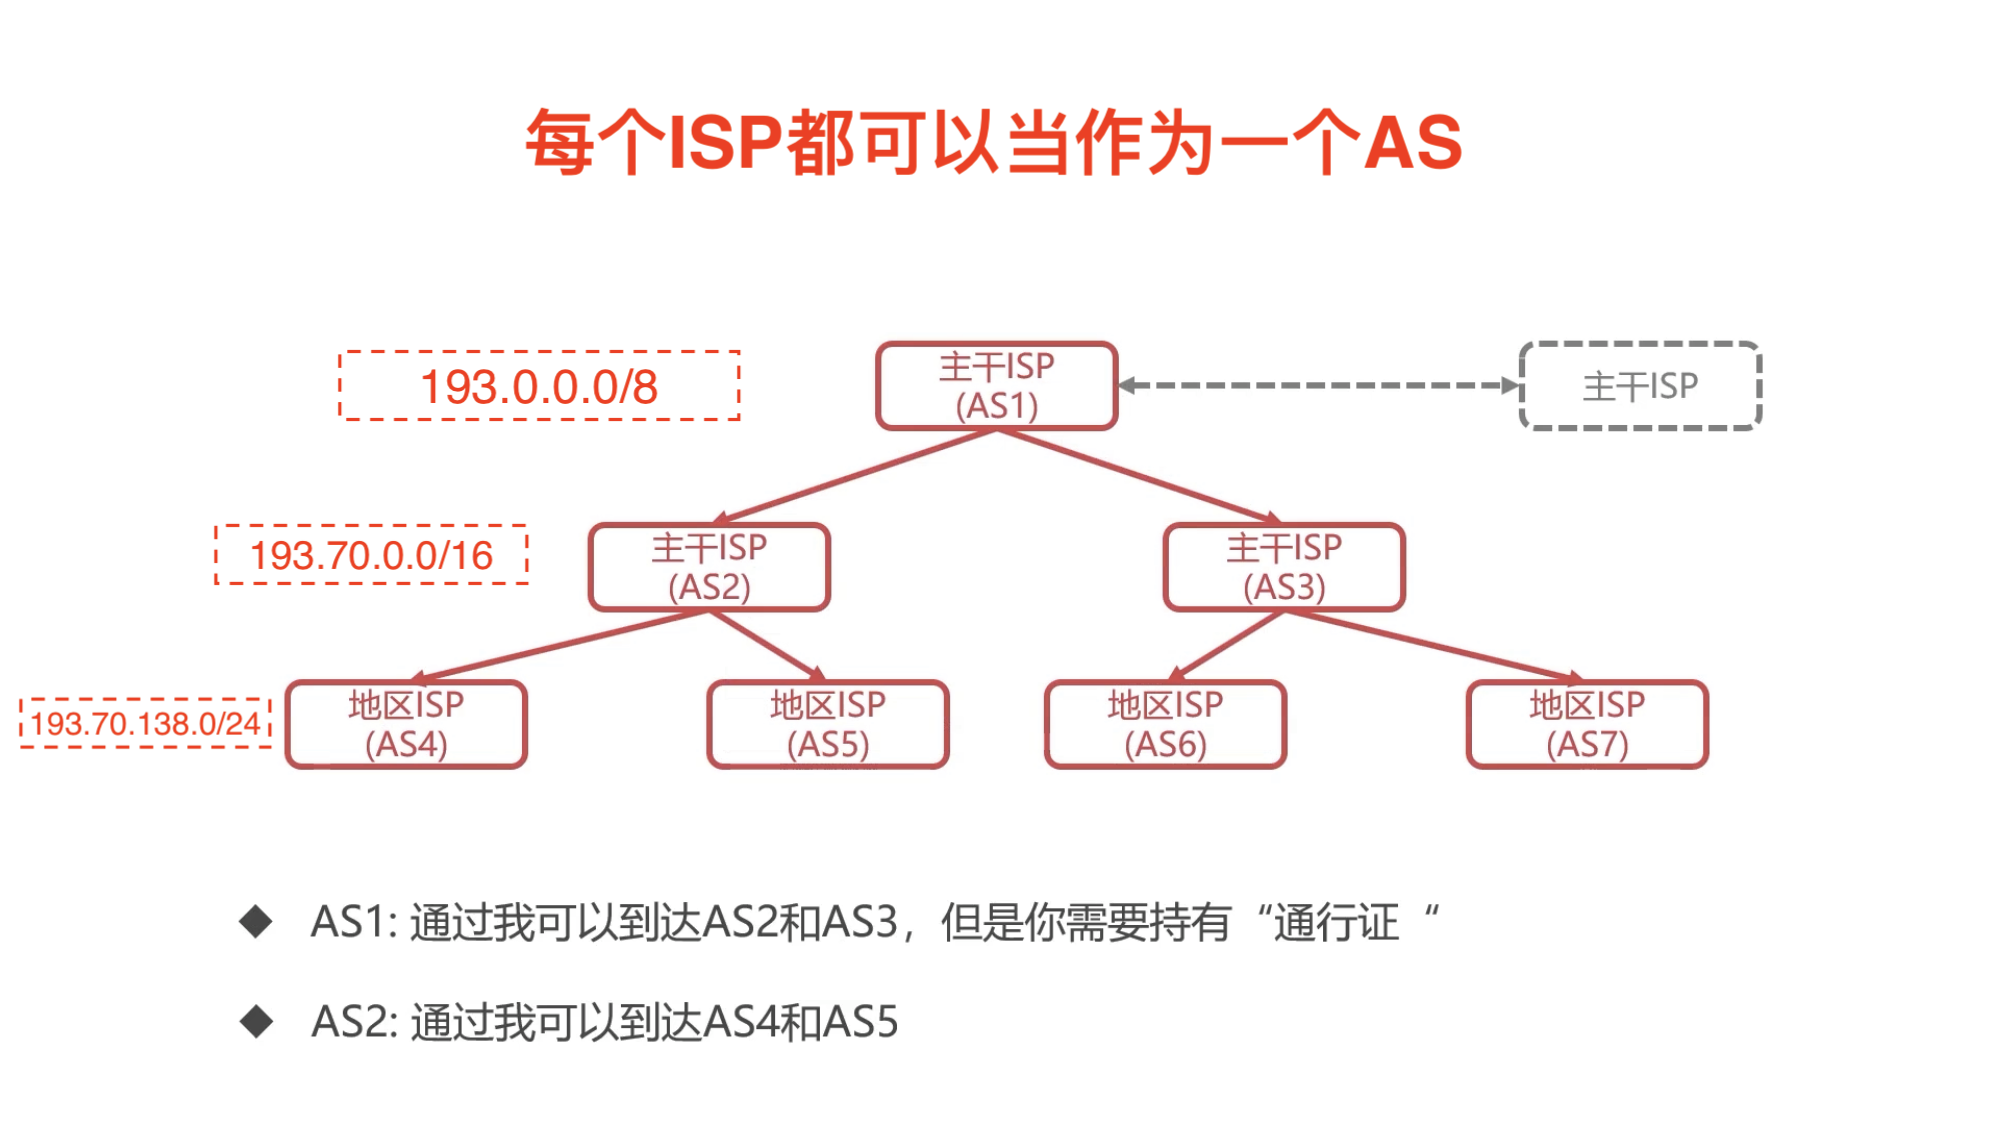 每个ISP都可以当作为一个AS
193.0.0.0/8
主干ISP
(AS1)
主干ISP
193.70.0.0/16
主干ISP
(AS2)
主干ISP
(AS3)
193.70.138.0/24
地区ISP
(AS4)
地区ISP
(AS5)
地区ISP
(AS6)
地区ISP
(AS7)
◆ AS1: 通过我可以到达AS2和AS3，但是你需要持有“通行证“
◆ AS2: 通过我可以到达AS4和AS5